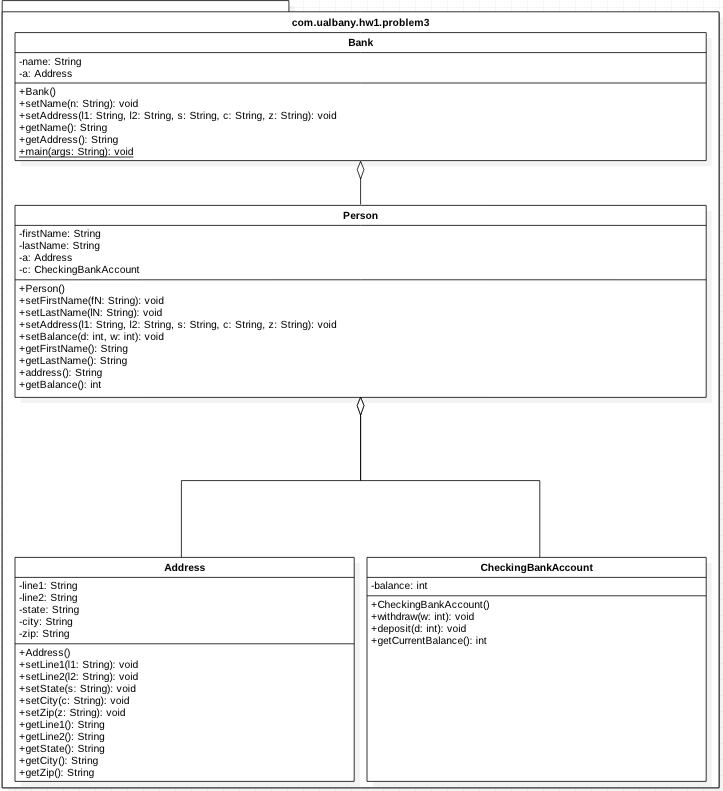 com.ualbany.hw1.problem3
Bank
-name: String
-a: Address
+Bank()
+setName(n: String): void
+setAddress(l1: String, l2: String, s: String, c: String, z: String): void
+getName(): String
+getAddress(): String
+main(args: String): void
Person
-firstName: String
-lastName: String
-a: Address
-c: CheckingBankAccount
+Person()
+setFirstName(fN: String): void
+setLastName(lN: String): void
+setAddress(l1: String, l2: String, s: String, c: String, z: String): void
+setBalance(d: int, w: int): void
+getFirstName(): String
+getLastName(): String
+address(): String
+getBalance(): int
Address
-line1: String
-line2: String
-state: String
-city: String
-zip: String
+Address()
+setLine1(l1: String): void
+setLine2(l2: String): void
+setState(s: String): void
+setCity(c: String): void
+setZip(z: String): void
+getLine1(): String
+getLine2(): String
+getState(): String
+getCity(): String
+getZip(): String
CheckingBankAccount
-balance: int
+CheckingBankAccount()
+withdraw(w: int): void
+deposit(d: int): void
+getCurrentBalance(): int